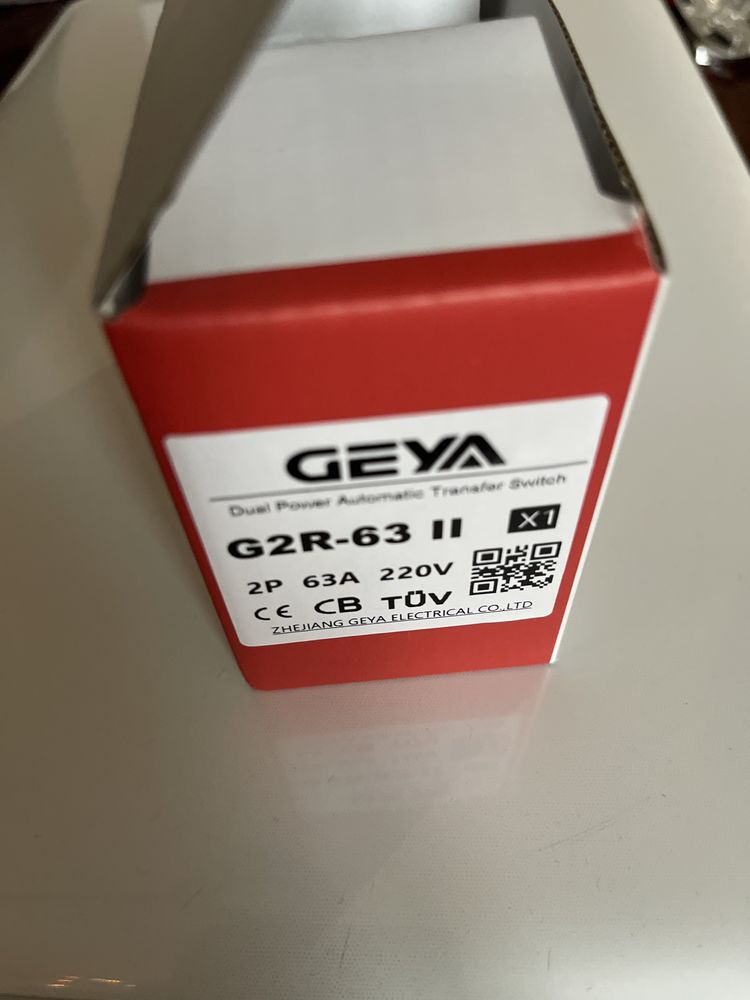 GEYA
Dual Power Automatic Transfer Switch
G2R-63 II X1
2P 63A 220V
CE CB TÜV
ZHEJIANG GEYA ELECTRICAL CO.,LTD